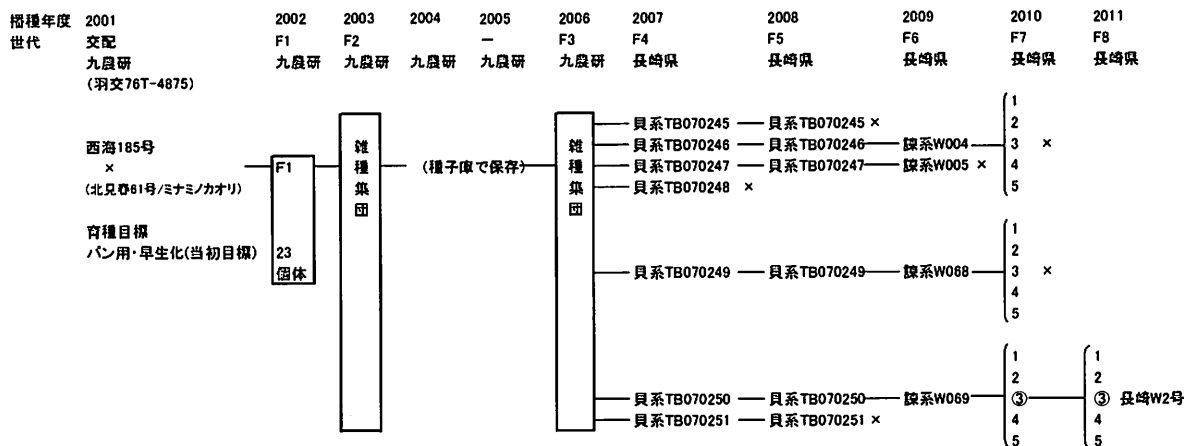 播種年度 2001 2002 2003 2004 2005 2006 2007 2008 2009 2010 2011
世代 交配 F1 F2 － F3 F4 F5 F6 F7 F8
九農研 九農研 九農研 九農研 九農研 九農研 長崎県 長崎県 長崎県 長崎県 長崎県
(羽交76T-4875)
西海185号
×
(北見春61号/ミナミノカオリ)
育種目標
パン用・早生化(当初目標)
F1
23
個体
雑種集団
(種子庫で保存)
雑種集団
貝系TB070245 貝系TB070245 ×
貝系TB070246 貝系TB070246 諫系W004
貝系TB070247 貝系TB070247 諫系W005 ×
貝系TB070248 ×
1
2
3 ×
4
5
貝系TB070249 貝系TB070249 諫系W068
1
2
3 ×
4
5
貝系TB070250 貝系TB070250 諫系W069
貝系TB070251 貝系TB070251 ×
1
2
③
4
5
1
2
③ 長崎W2号
4
5